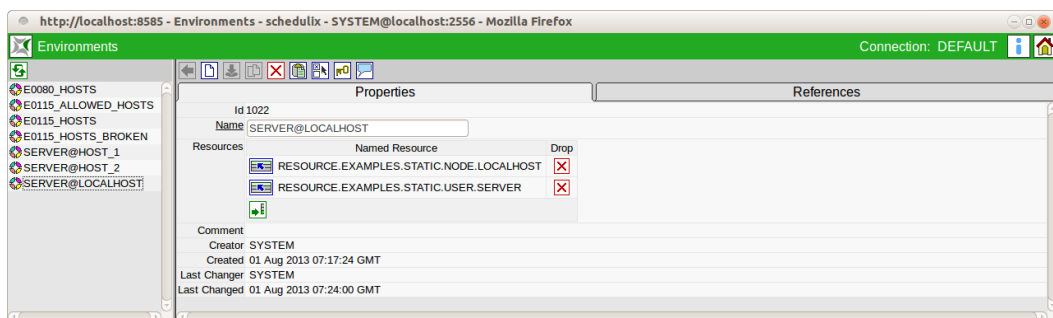 http://localhost:8585 - Environments - schedulix - SYSTEM@localhost:2556 - Mozilla Firefox
Environments
Connection: DEFAULT
E0080_HOSTS
E0115_ALLOWED_HOSTS
E0115_HOSTS
E0115_HOSTS_BROKEN
SERVER@HOST_1
SERVER@HOST_2
SERVER@LOCALHOST
Properties
References
Id 1022
Name SERVER@LOCALHOST
Resources Named Resource Drop
RESOURCE.EXAMPLES.STATIC.NODE.LOCALHOST
RESOURCE.EXAMPLES.STATIC.USER.SERVER
Comment
Creator SYSTEM
Created 01 Aug 2013 07:17:24 GMT
Last Changer SYSTEM
Last Changed 01 Aug 2013 07:24:00 GMT